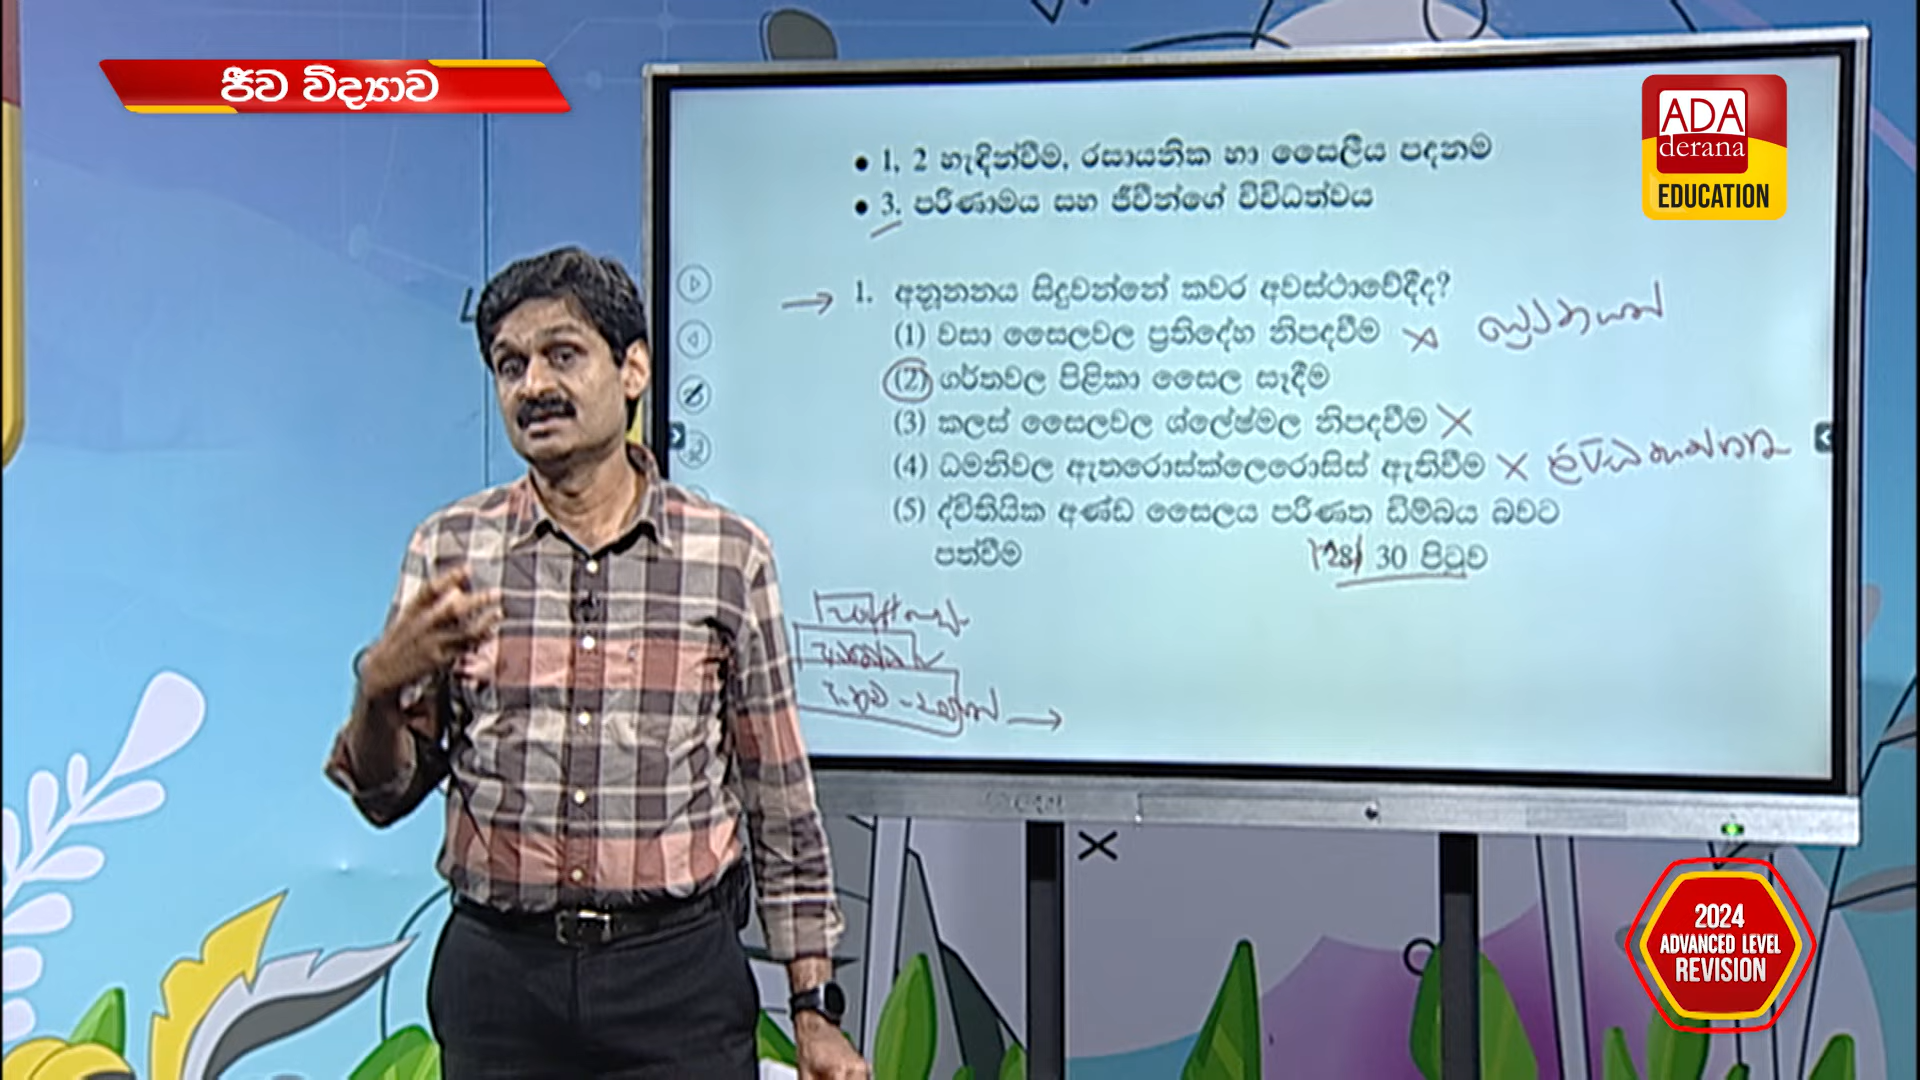 ජීව විද්‍යාව
ADA
derana
EDUCATION
• 1, 2 හැඳින්වීම, රසායනික හා සෛලීය පදනම
• 3. පරිණාමය සහ ජීවීන්ගේ විවිධත්වය
1. අනූනනය සිදුවන්නේ කවර අවස්ථාවේදීද?
(1) වසා සෛලවල ප්‍රතිදේහ නිපදවීම
(2) ගර්තවල පිළිකා සෛල සෑදීම
(3) කලස් සෛලවල ශ්ලේෂ්මල නිපදවීම
(4) ධමනිවල ඇතරොස්ක්ලෙරොසිස් ඇතිවීම
(5) ද්විතියික අණ්ඩ සෛලය පරිණත ඩිම්බය බවට
පත්වීම
28/ 30 පිටුව
2024
ADVANCED LEVEL
REVISION